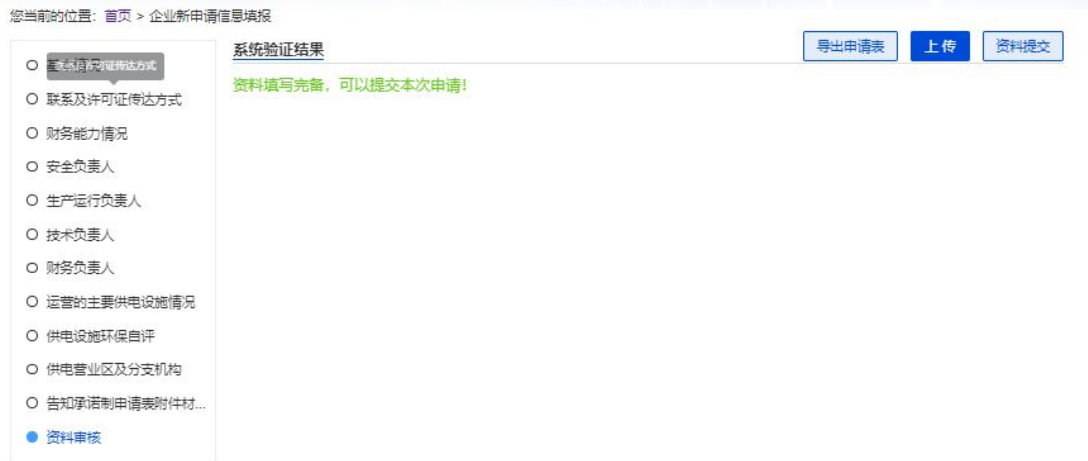 您当前的位置：首页 > 企业新申请信息填报
系统验证结果
导出申请表
上传
资料提交
资料填写完备，可以提交本次申请！
联系及许可证传达方式
联系及许可证传达方式
财务能力情况
安全负责人
生产运行负责人
技术负责人
财务负责人
运营的主要供电设施情况
供电设施环保自评
供电营业区及分支机构
告知承诺制申请表附件材...
资料审核